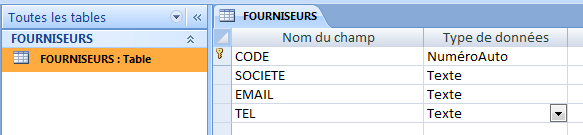 Toutes les tables
FOURNISEURS
FOURNISEURS : Table
FOURNISEURS
Nom du champ Type de données
CODE NuméroAuto
SOCIETE Texte
EMAIL Texte
TEL Texte